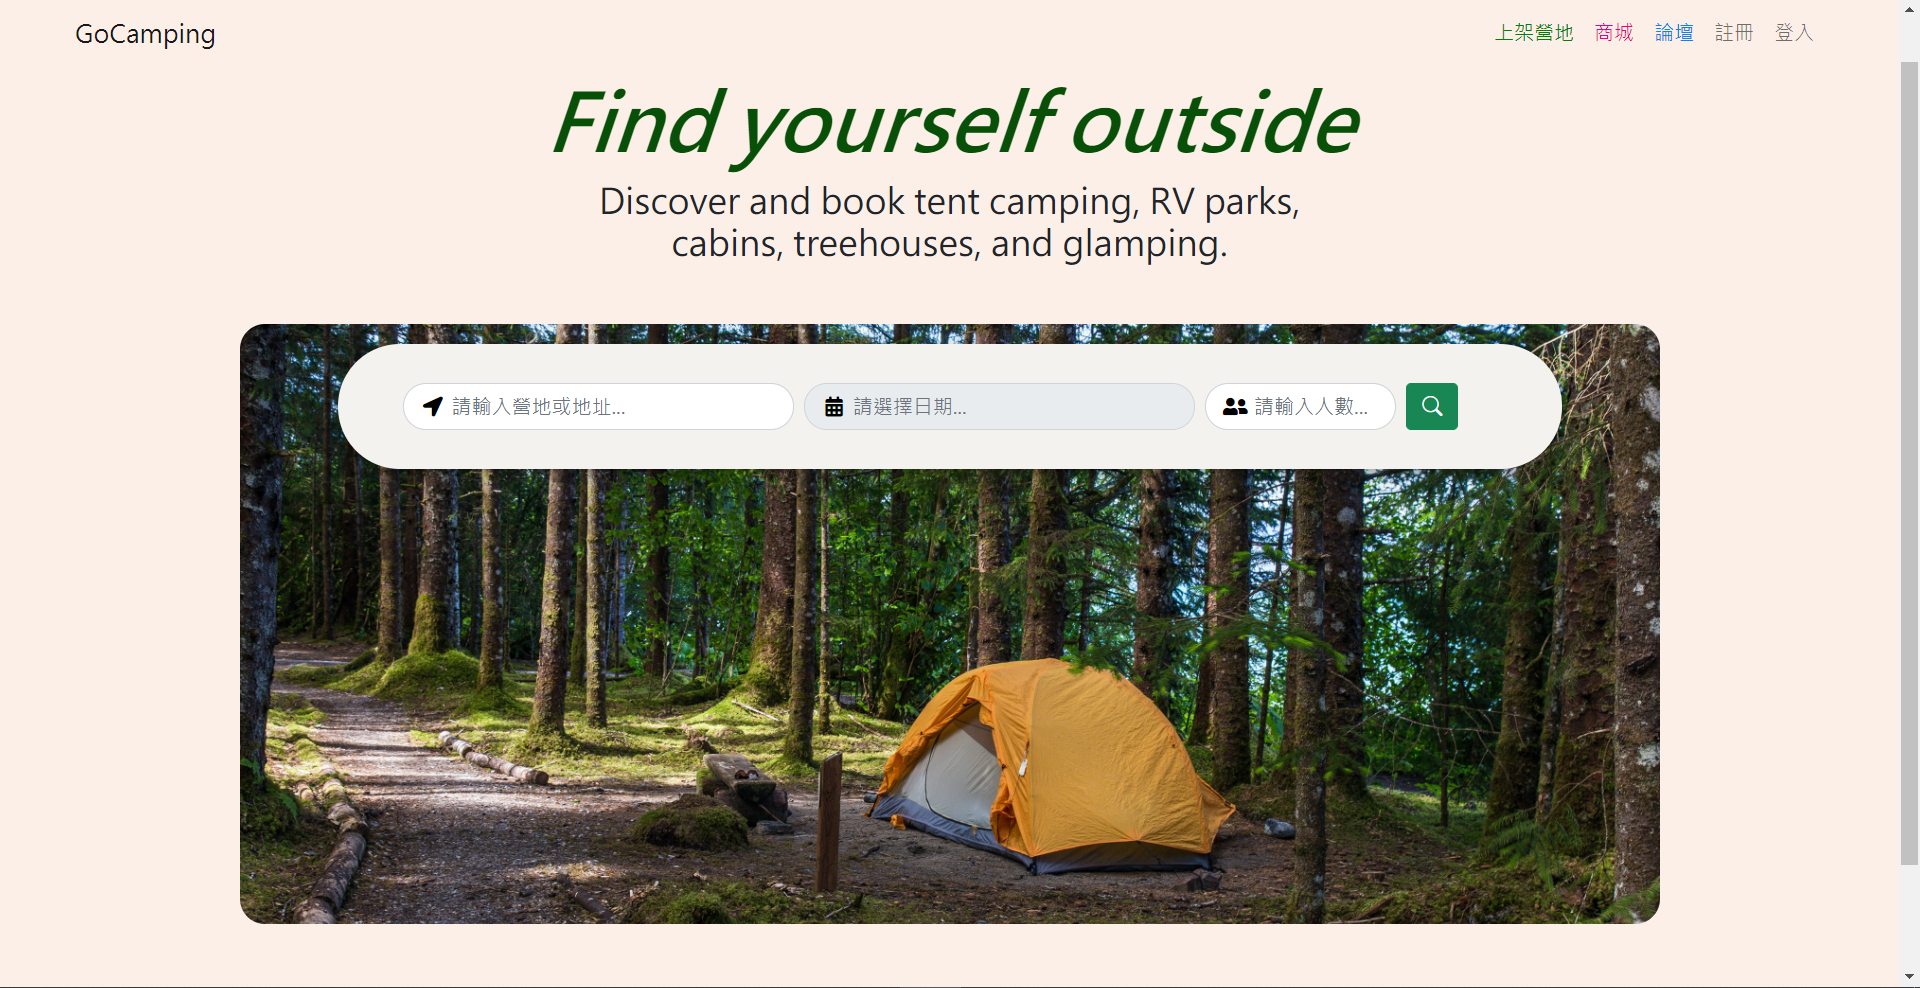 GoCamping
上架營地 商城 論壇 註冊 登入
Find yourself outside
Discover and book tent camping, RV parks,
cabins, treehouses, and glamping.
請輸入營地或地址...
請選擇日期...
請輸入人數...